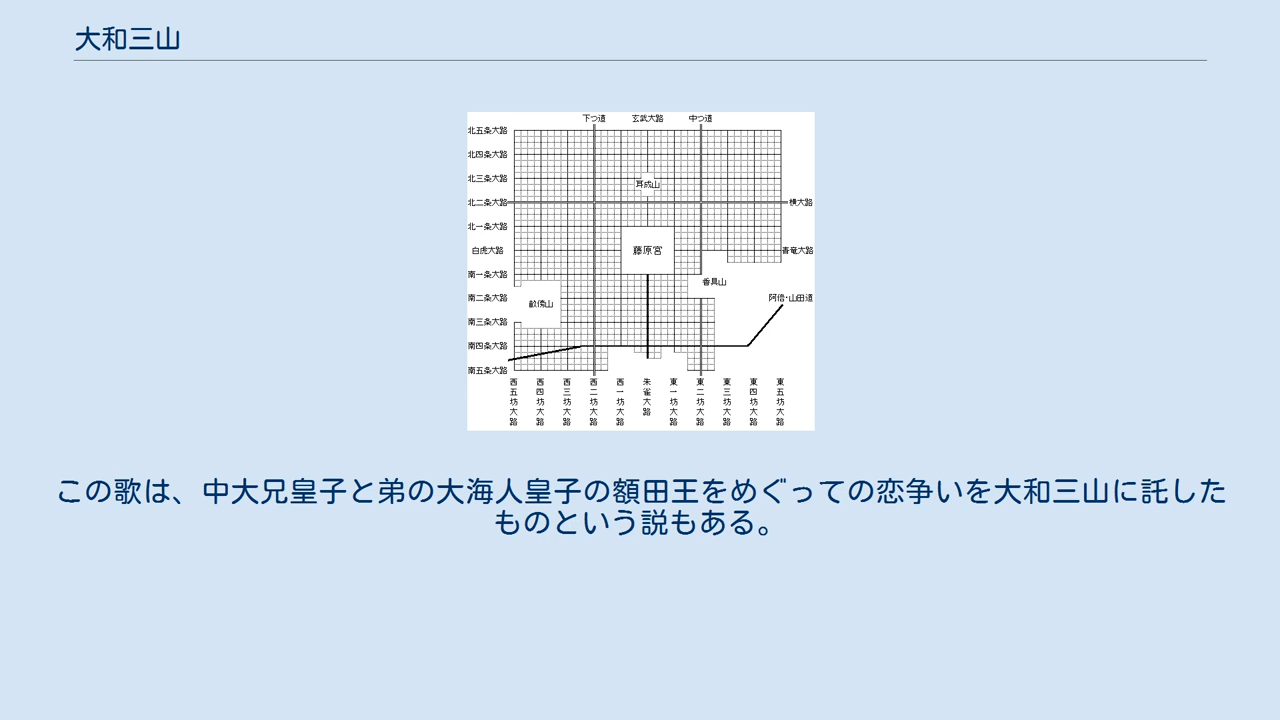 大和三山
下つ道
玄武大路
中つ道
北五条大路
北四条大路
北三条大路
耳成山
北二条大路
横大路
北一条大路
白虎大路
藤原宮
青竜大路
南一条大路
香具山
南二条大路
畝傍山
阿倍・山田道
南三条大路
南四条大路
南五条大路
西五坊大路
西四坊大路
西三坊大路
西二坊大路
西一坊大路
朱雀大路
東一坊大路
東二坊大路
東三坊大路
東四坊大路
東五坊大路
この歌は、中大兄皇子と弟の大海人皇子の額田王をめぐっての恋争いを大和三山に託した
ものという説もある。